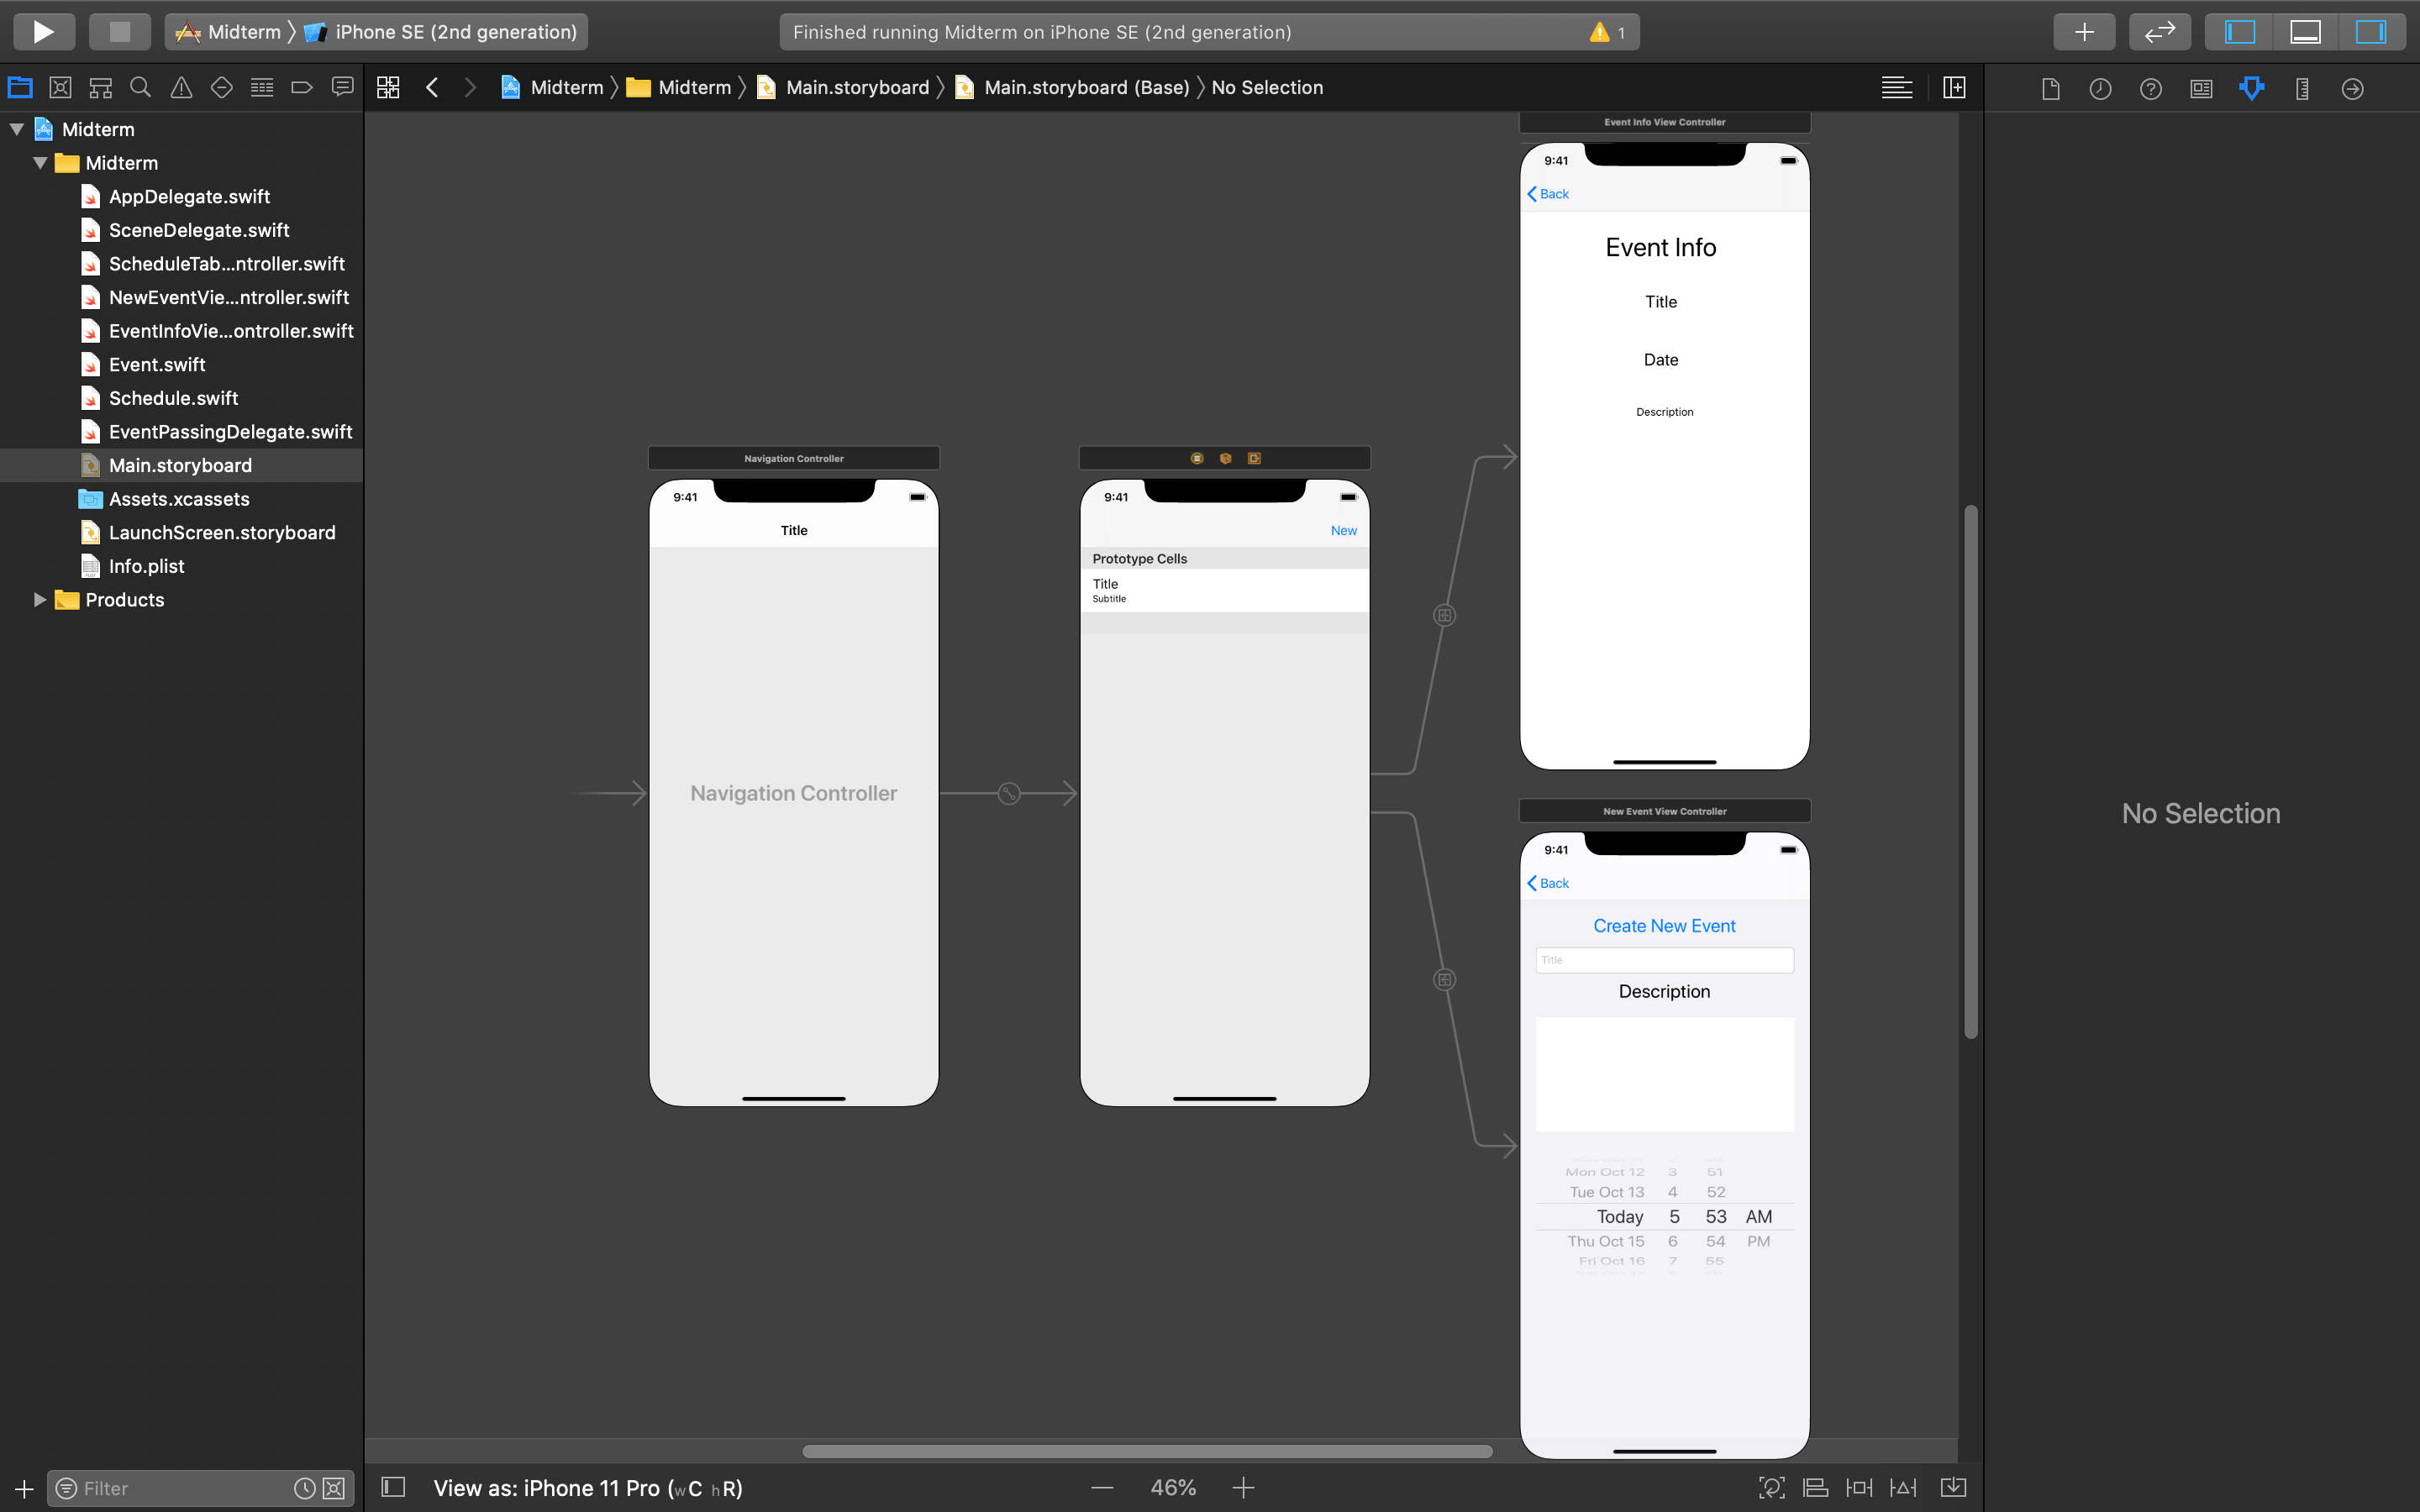 Midterm 〉 iPhone SE (2nd generation)
Finished running Midterm on iPhone SE (2nd generation)
1
Midterm 〉 Midterm 〉 Main.storyboard 〉 Main.storyboard (Base) 〉 No Selection
Midterm
Midterm
AppDelegate.swift
SceneDelegate.swift
ScheduleTab...ntroller.swift
NewEventVie...ntroller.swift
EventInfoVie...ontroller.swift
Event.swift
Schedule.swift
EventPassingDelegate.swift
Main.storyboard
Assets.xcassets
LaunchScreen.storyboard
Info.plist
Products
Filter
Navigation Controller
9:41
Title
Navigation Controller
9:41
New
Prototype Cells
Title
Subtitle
Event Info View Controller
9:41
Back
Event Info
Title
Date
Description
New Event View Controller
9:41
Back
Create New Event
Title
Description
Mon Oct 12 3 51
Tue Oct 13 4 52
Today 5 53 AM
Thu Oct 15 6 54 PM
Fri Oct 16 7 55
No Selection
View as: iPhone 11 Pro (wC hR)
46%